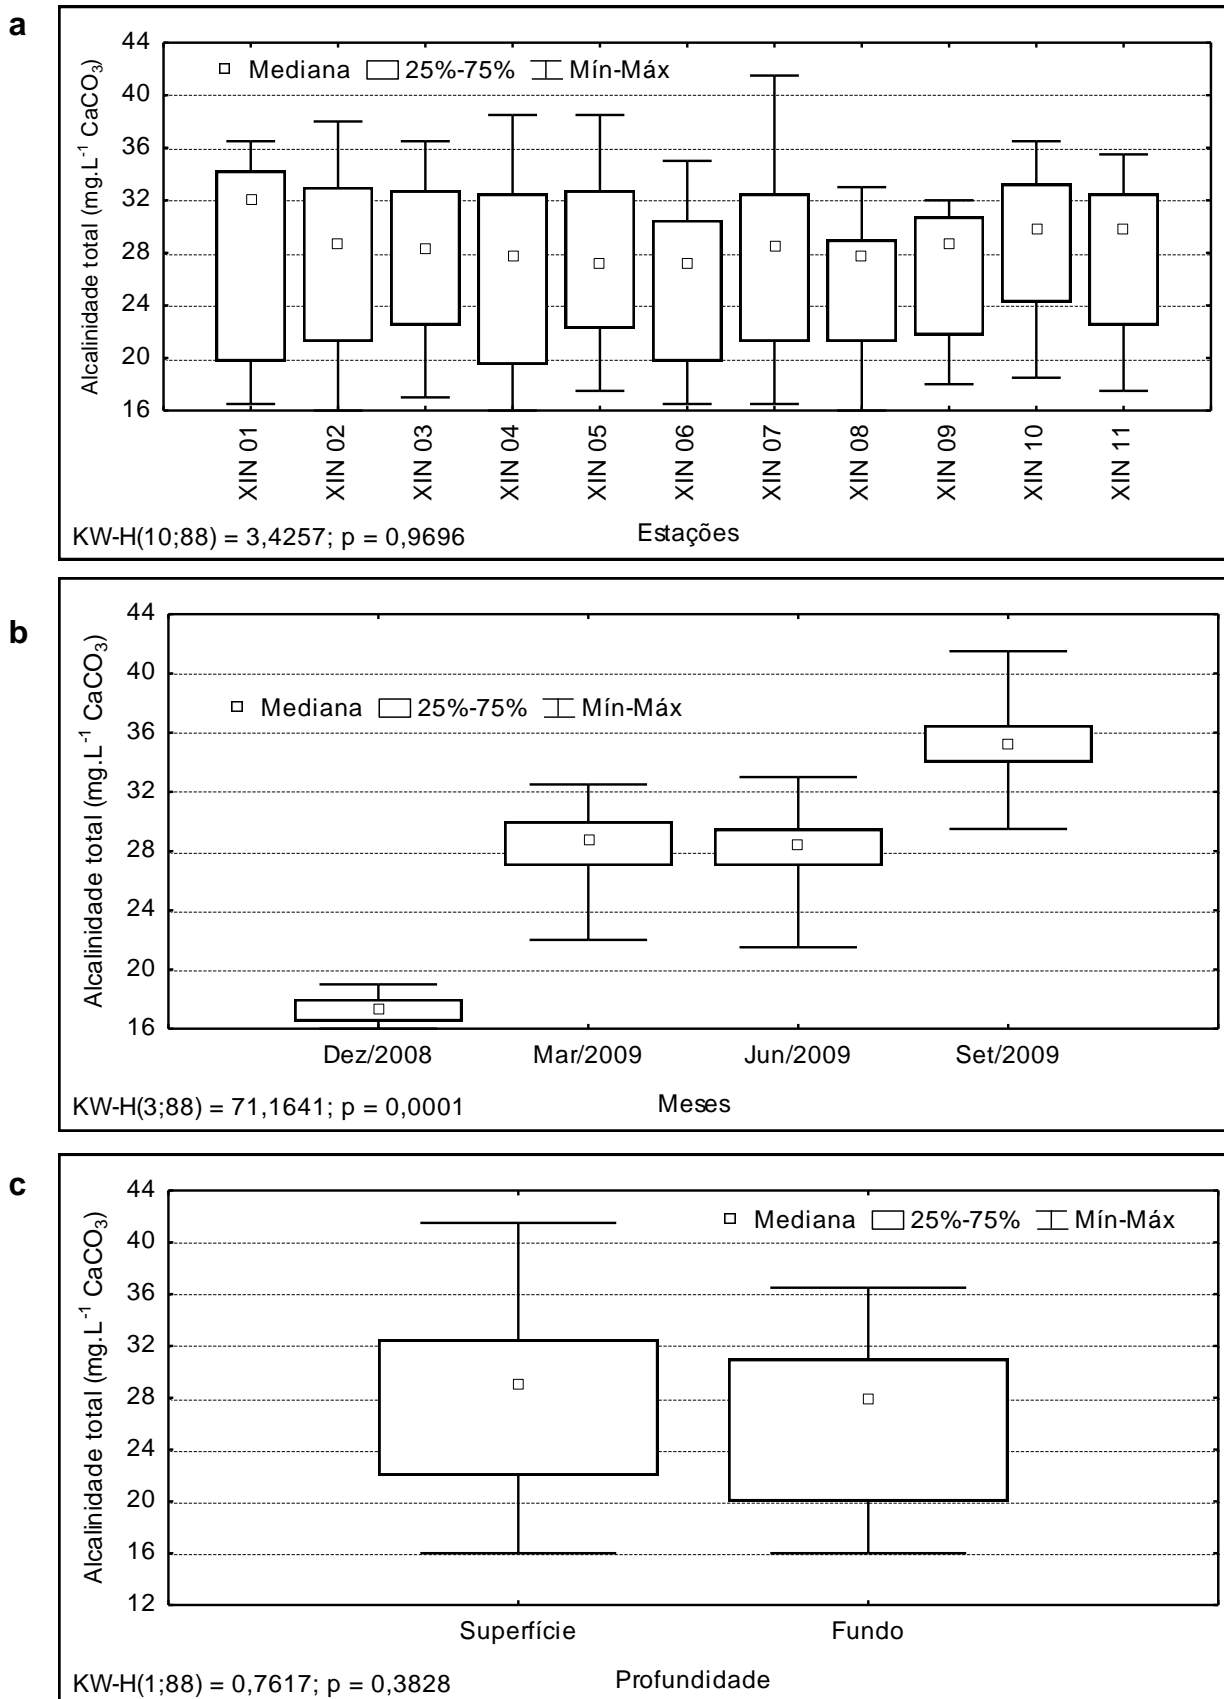 a
44
40
36
32
28
24
20
16
Alcalinidade total (mg.L⁻¹ CaCO₃)
Mediana 25%-75% Mín-Máx
XIN 01 XIN 02 XIN 03 XIN 04 XIN 05 XIN 06 XIN 07 XIN 08 XIN 09 XIN 10 XIN 11
Estações
KW-H(10;88) = 3,4257; p = 0,9696
b
44
40
36
32
28
24
20
16
Alcalinidade total (mg.L⁻¹ CaCO₃)
Mediana 25%-75% Mín-Máx
Dez/2008 Mar/2009 Jun/2009 Set/2009
Meses
KW-H(3;88) = 71,1641; p = 0,0001
c
44
40
36
32
28
24
20
16
12
Alcalinidade total (mg.L⁻¹ CaCO₃)
Mediana 25%-75% Mín-Máx
Superfície Fundo
Profundidade
KW-H(1;88) = 0,7617; p = 0,3828